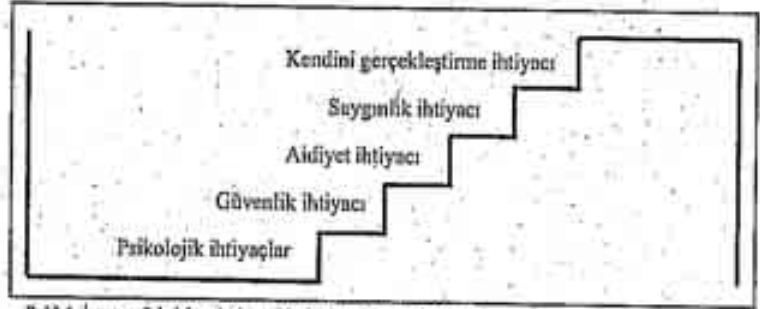 Kendini gerçekleştirme ihtiyacı
Saygınlık ihtiyacı
Aidiyet ihtiyacı
Güvenlik ihtiyacı
Psikolojik ihtiyaçlar